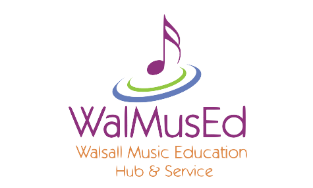 WalMusEd
Walsall Music Education
Hub & Service